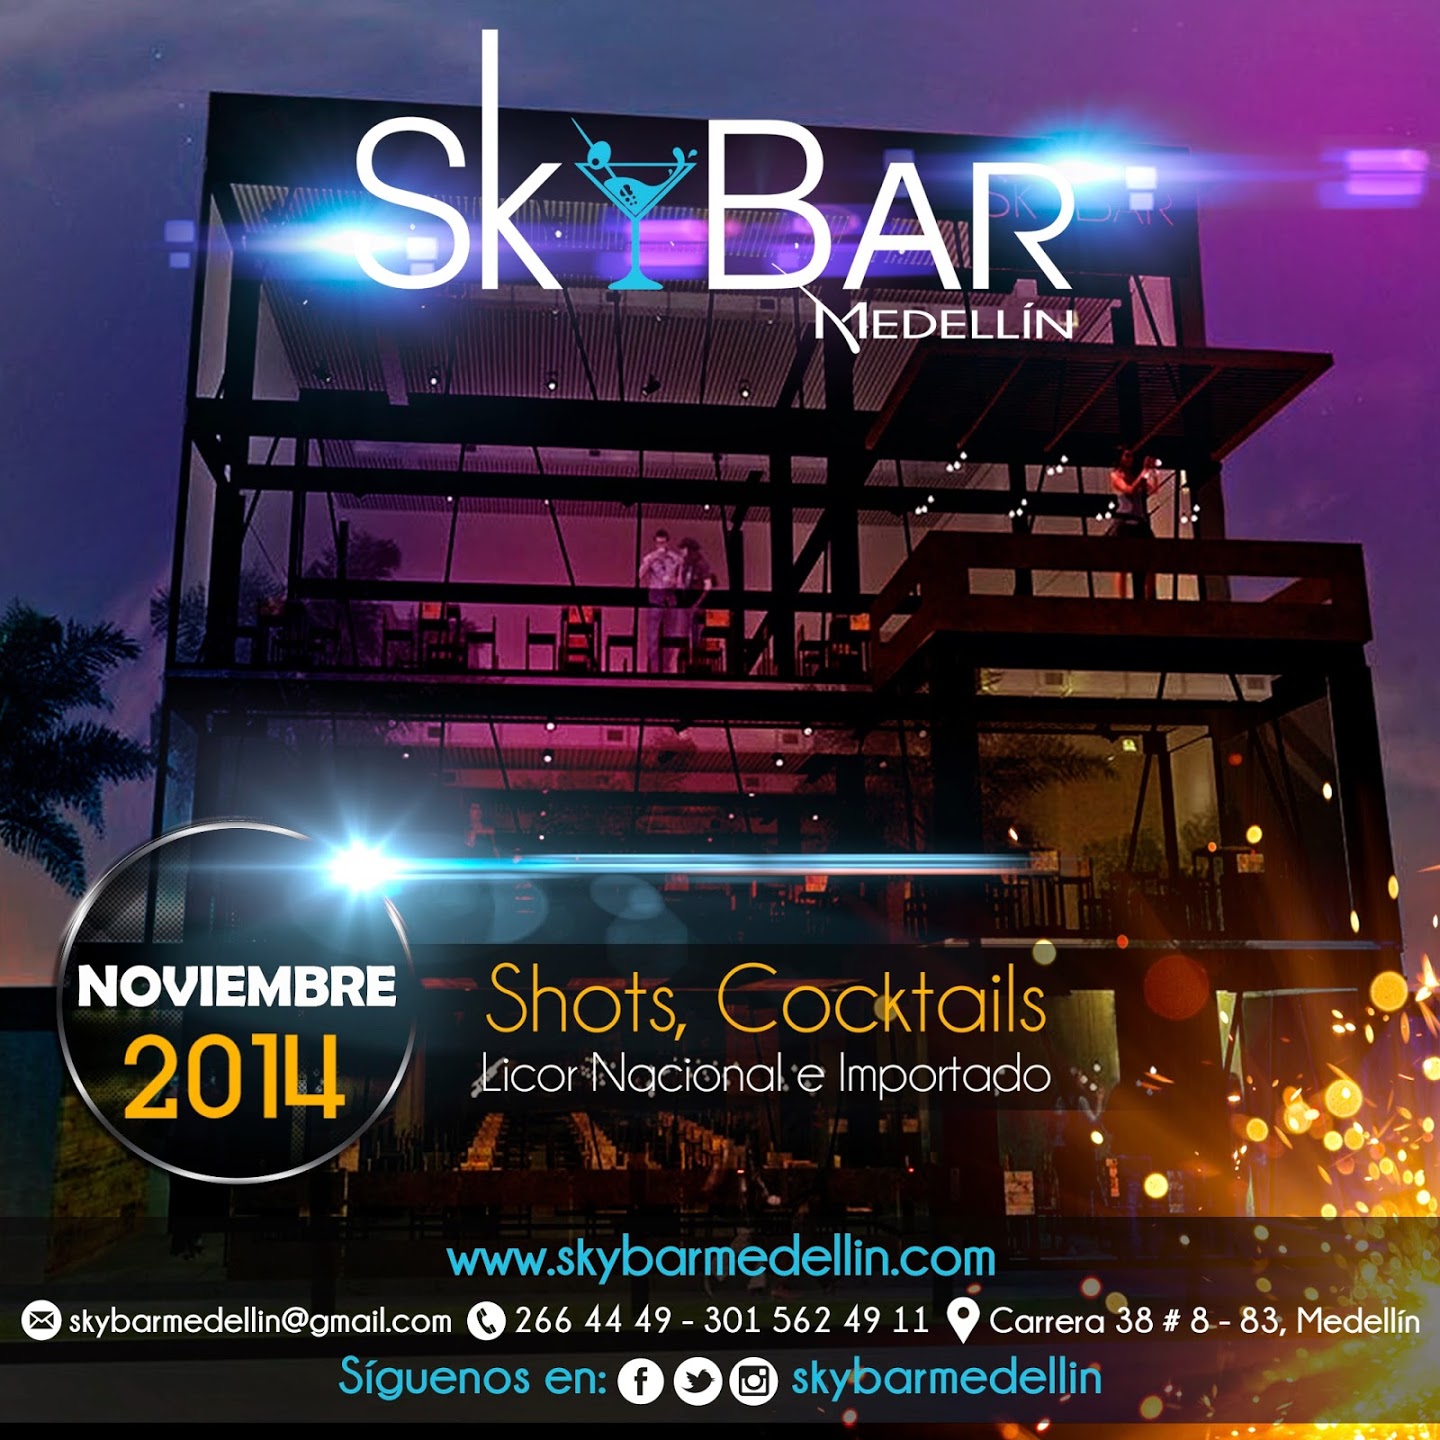 SkyBar
Medellín
SkyBar
Noviembre
2014
Shots, Cocktails
Licor Nacional e Importado
www.skybarmedellin.com
skybarmedellin@gmail.com 266 44 49 - 301 562 49 11 Carrera 38 # 8 - 83, Medellín
Síguenos en: skybarmedellin